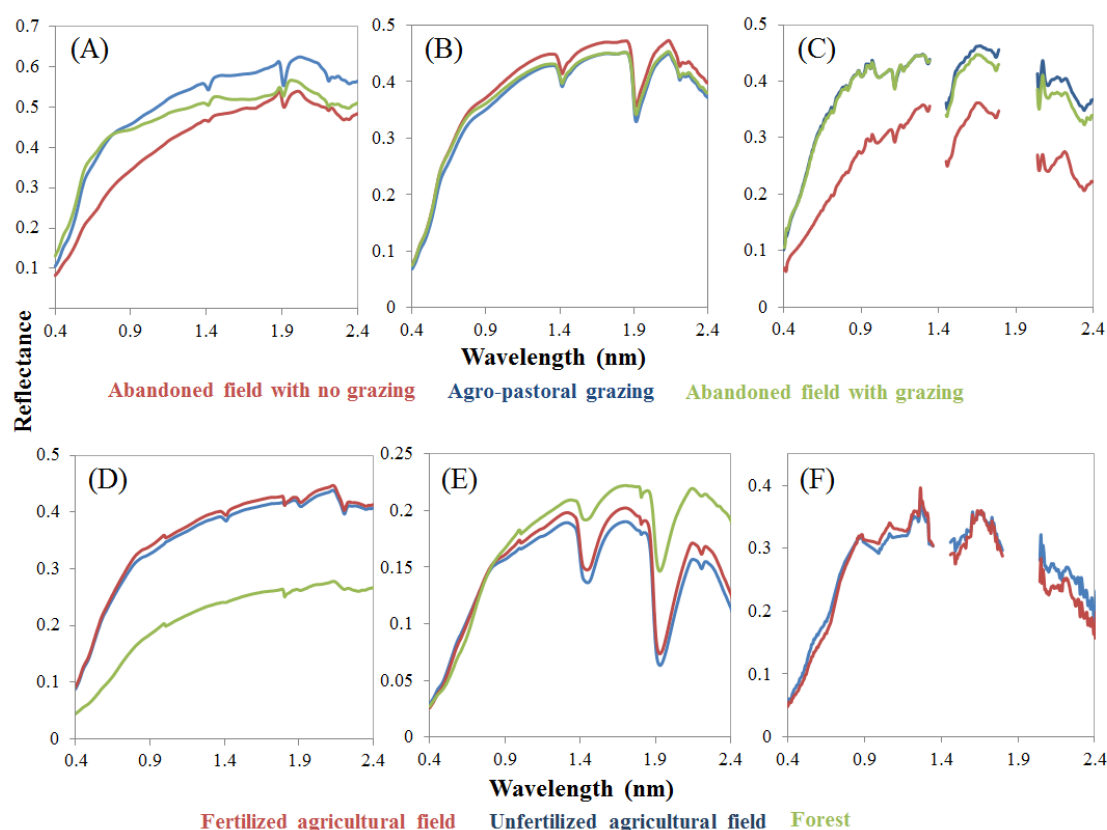 (A)
0.7
0.6
0.5
0.4
0.3
0.2
0.1
0.4 0.9 1.4 1.9 2.4
(B)
0.5
0.4
0.3
0.2
0.1
0
0.4 0.9 1.4 1.9 2.4
(C)
0.5
0.4
0.3
0.2
0.1
0
0.4 0.9 1.4 1.9 2.4
Reflectance
Wavelength (nm)
Abandoned field with no grazing Agro-pastoral grazing Abandoned field with grazing
(D)
0.5
0.4
0.3
0.2
0.1
0
0.4 0.9 1.4 1.9 2.4
(E)
0.25
0.2
0.15
0.1
0.05
0
0.4 0.9 1.4 1.9 2.4
(F)
0.4
0.3
0.2
0.1
0
0.4 0.9 1.4 1.9 2.4
Wavelength (nm)
Fertilized agricultural field Unfertilized agricultural field Forest